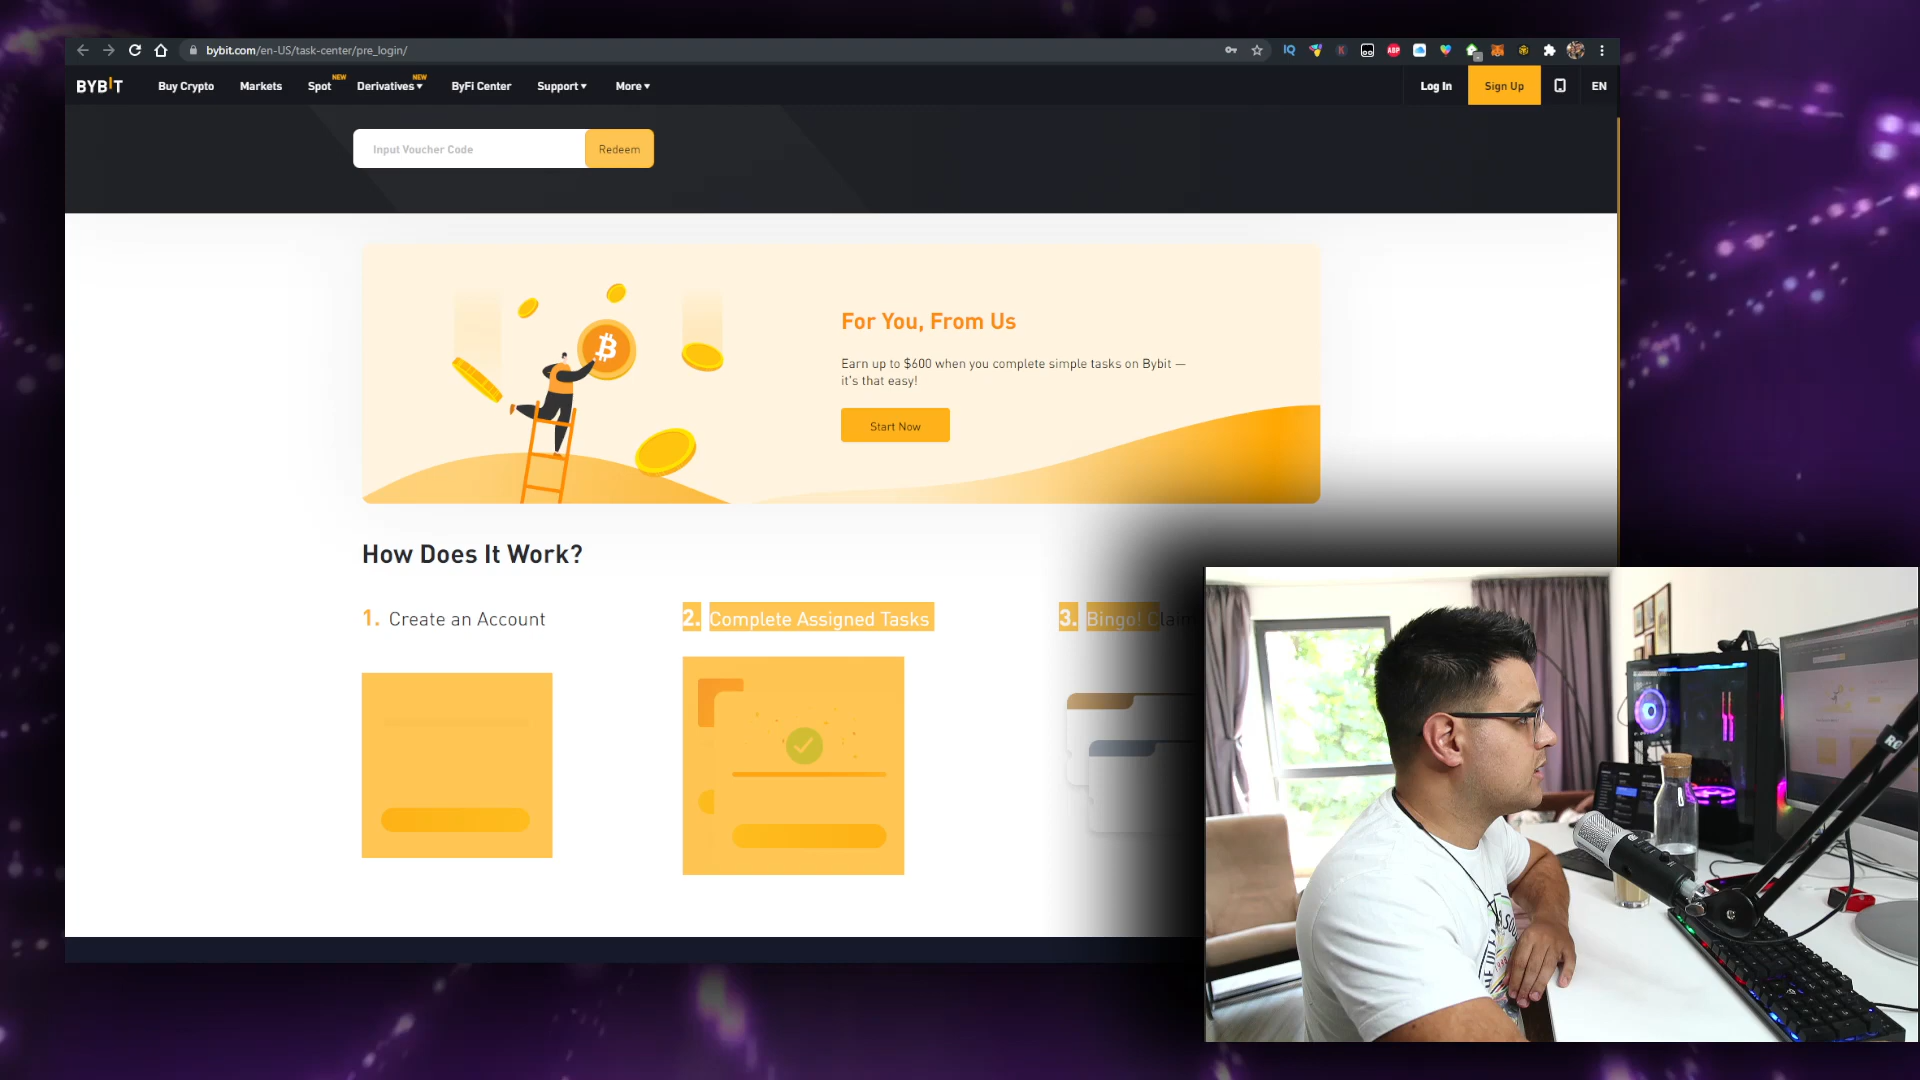 bybit.com/en-US/task-center/pre_login/
BYBIT
Buy Crypto
Markets
Spot NEW
Derivatives NEW
ByFi Center
Support
More
Log In
Sign Up
EN
Input Voucher Code
Redeem
For You, From Us
Earn up to $600 when you complete simple tasks on Bybit —
it's that easy!
Start Now
How Does It Work?
1. Create an Account
2. Complete Assigned Tasks
3. Bingo! Claim